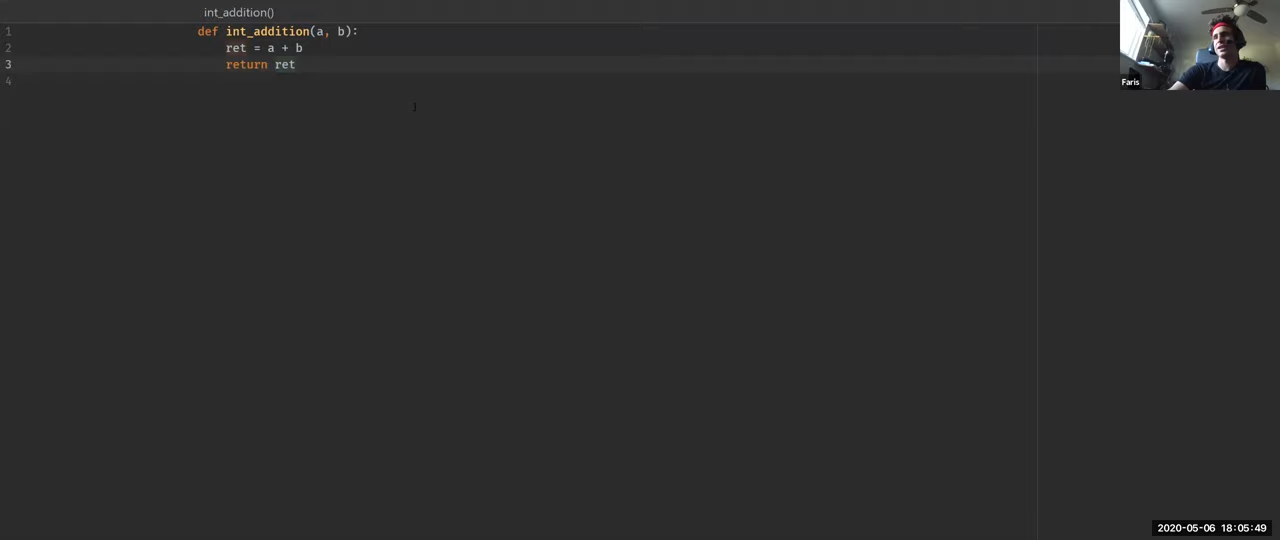 int_addition()
1 def int_addition(a, b):
2 ret = a + b
3 return ret
4
Faris
2020-05-06 18:05:49